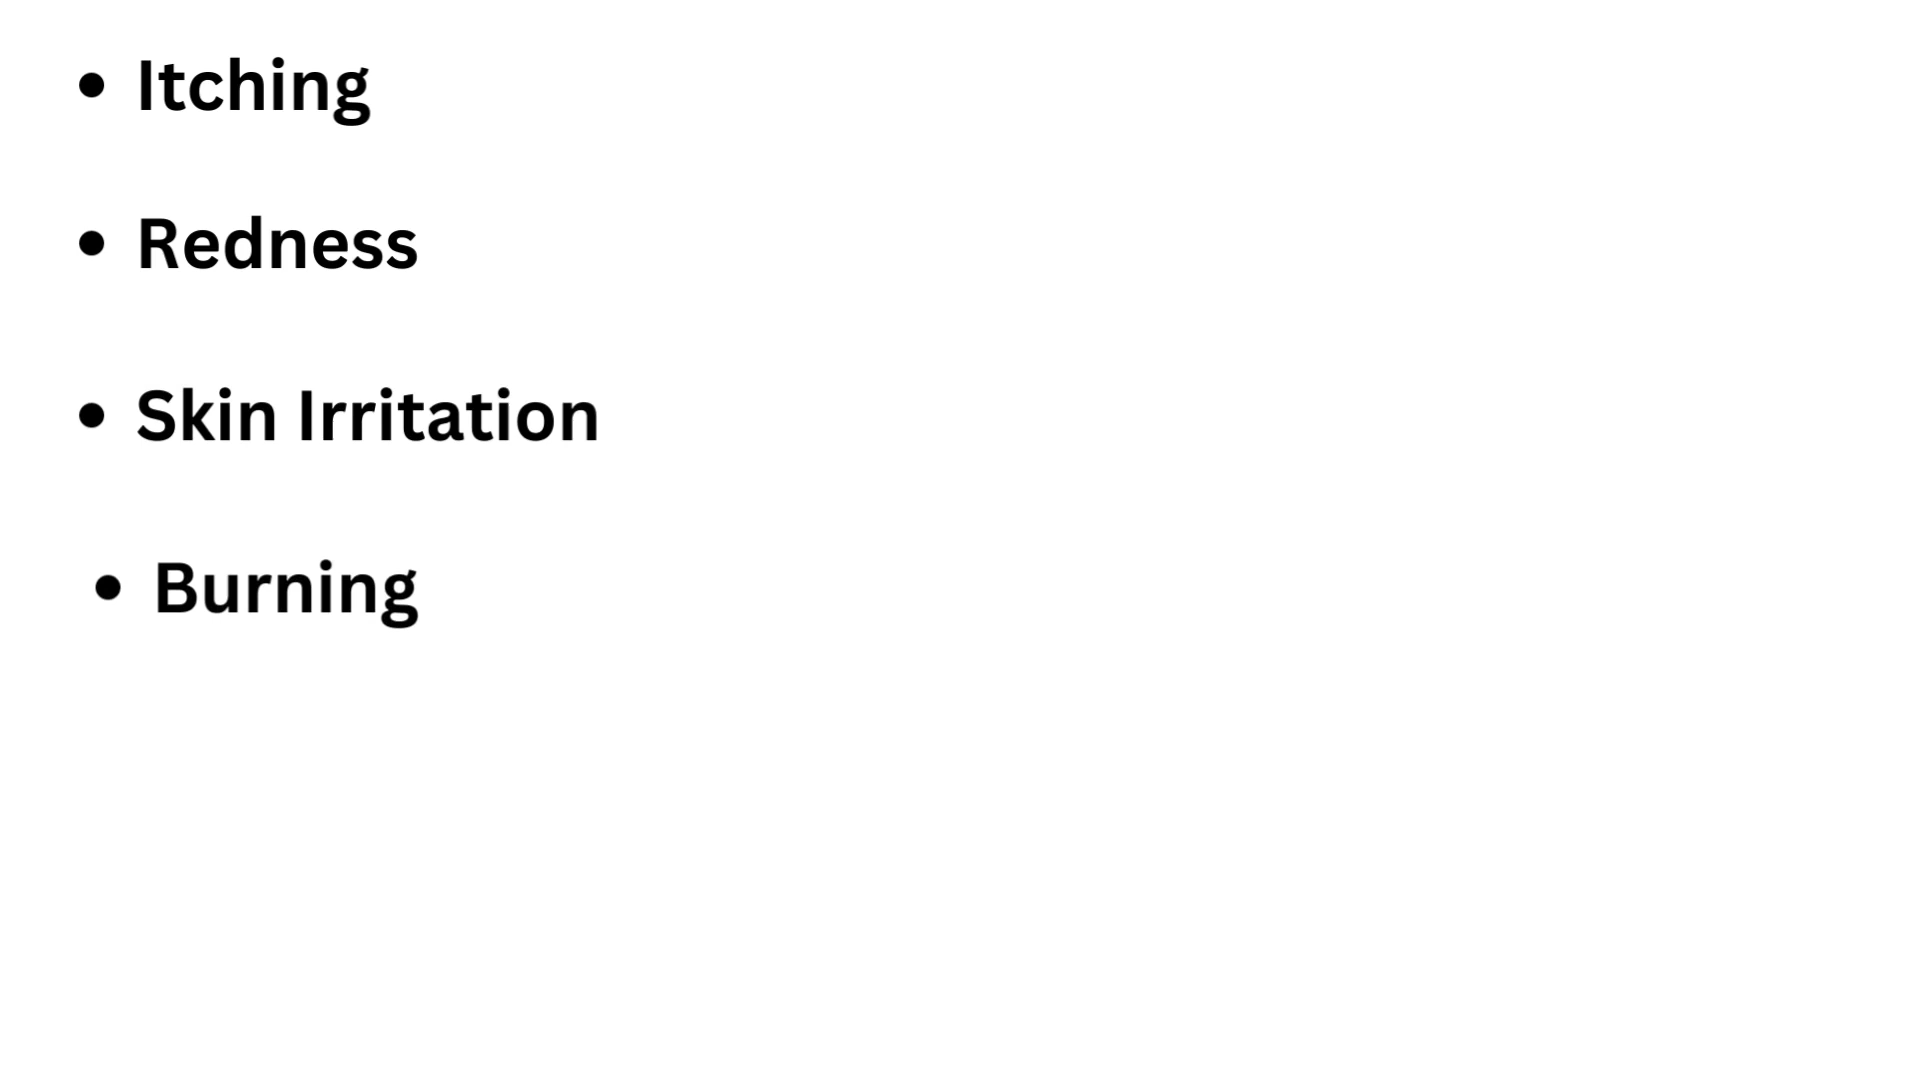 • Itching
• Redness
• Skin Irritation
• Burning